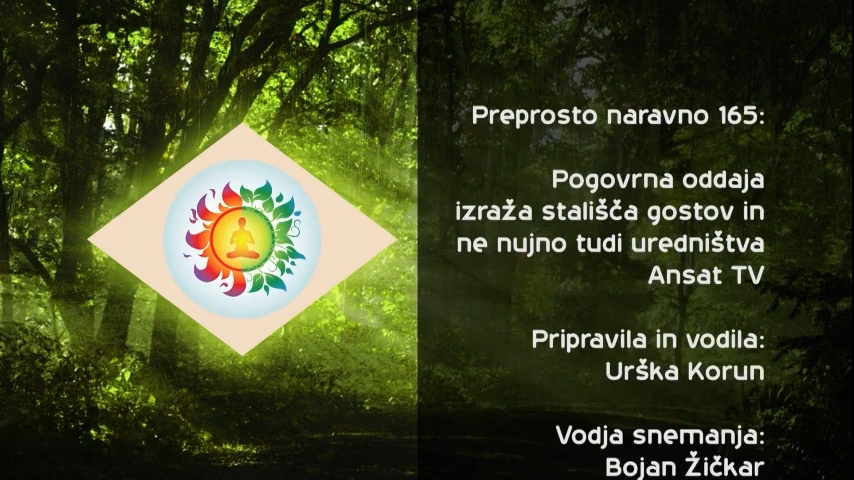 Preprosto naravno 165:
Pogovrna oddaja
izraža stališča gostov in
ne nujno tudi uredništva
Ansat TV
Pripravila in vodila:
Urška Korun
Vodja snemanja:
Bojan Žičkar